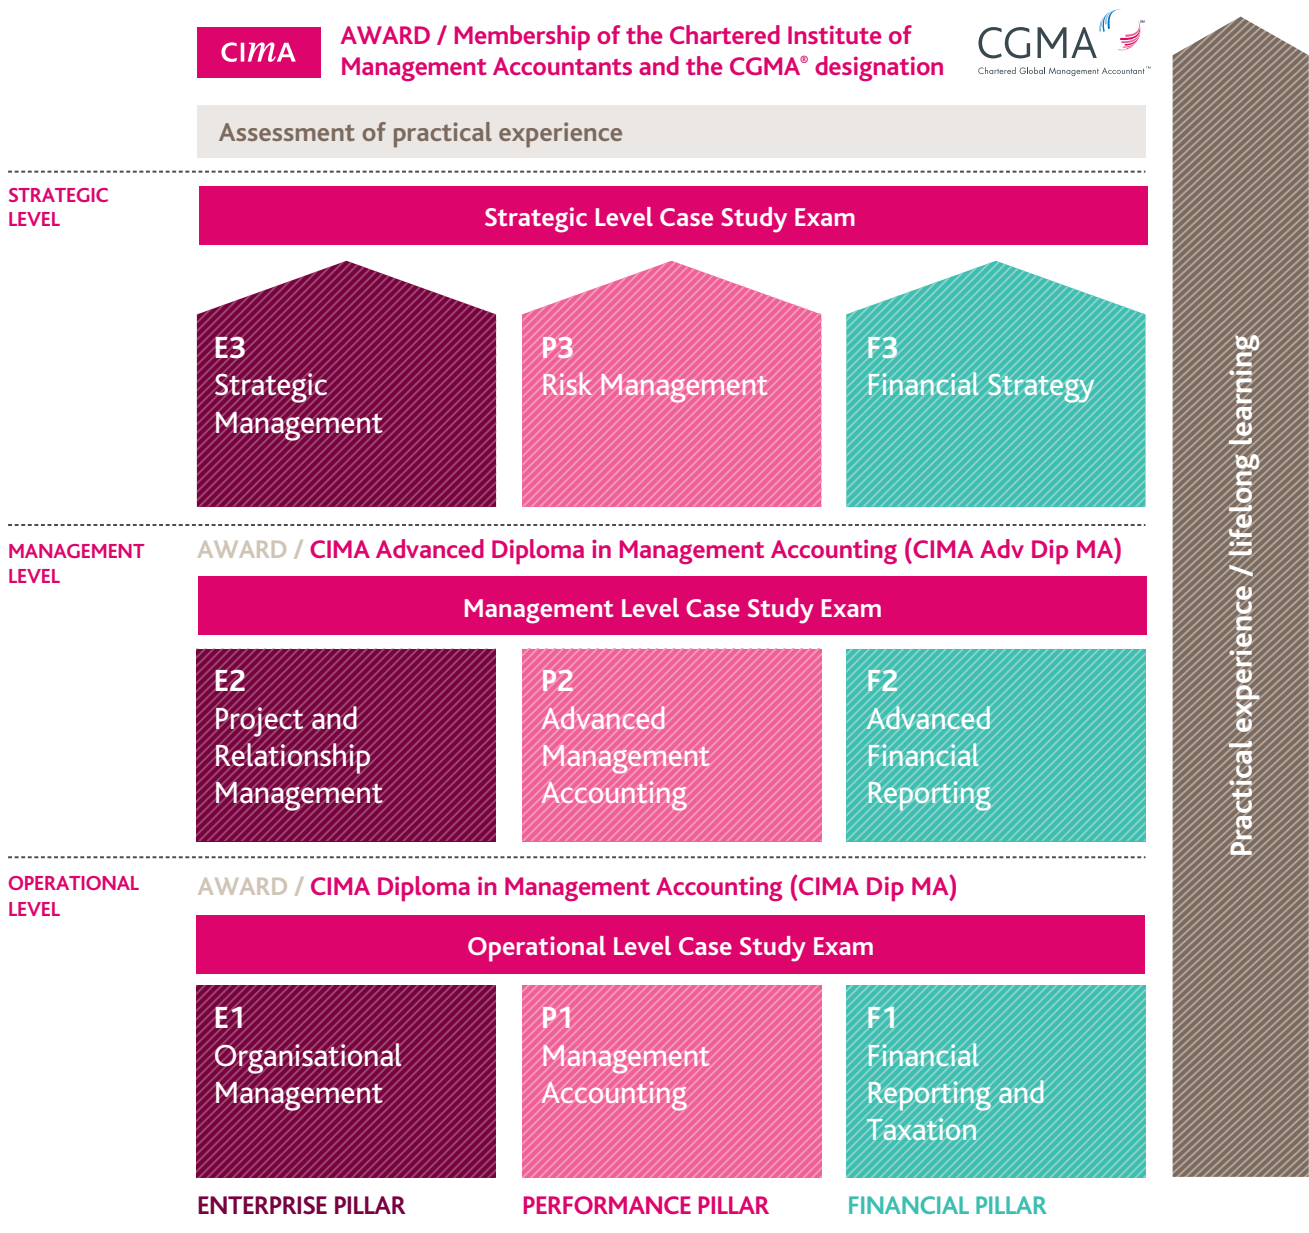 CIMA
AWARD / Membership of the Chartered Institute of
Management Accountants and the CGMA® designation
CGMA™
Chartered Global Management Accountant™
Assessment of practical experience
STRATEGIC
LEVEL
Strategic Level Case Study Exam
E3
Strategic
Management
P3
Risk Management
F3
Financial Strategy
MANAGEMENT
LEVEL
AWARD / CIMA Advanced Diploma in Management Accounting (CIMA Adv Dip MA)
Management Level Case Study Exam
E2
Project and
Relationship
Management
P2
Advanced
Management
Accounting
F2
Advanced
Financial
Reporting
OPERATIONAL
LEVEL
AWARD / CIMA Diploma in Management Accounting (CIMA Dip MA)
Operational Level Case Study Exam
E1
Organisational
Management
P1
Management
Accounting
F1
Financial
Reporting and
Taxation
ENTERPRISE PILLAR
PERFORMANCE PILLAR
FINANCIAL PILLAR
Practical experience / lifelong learning